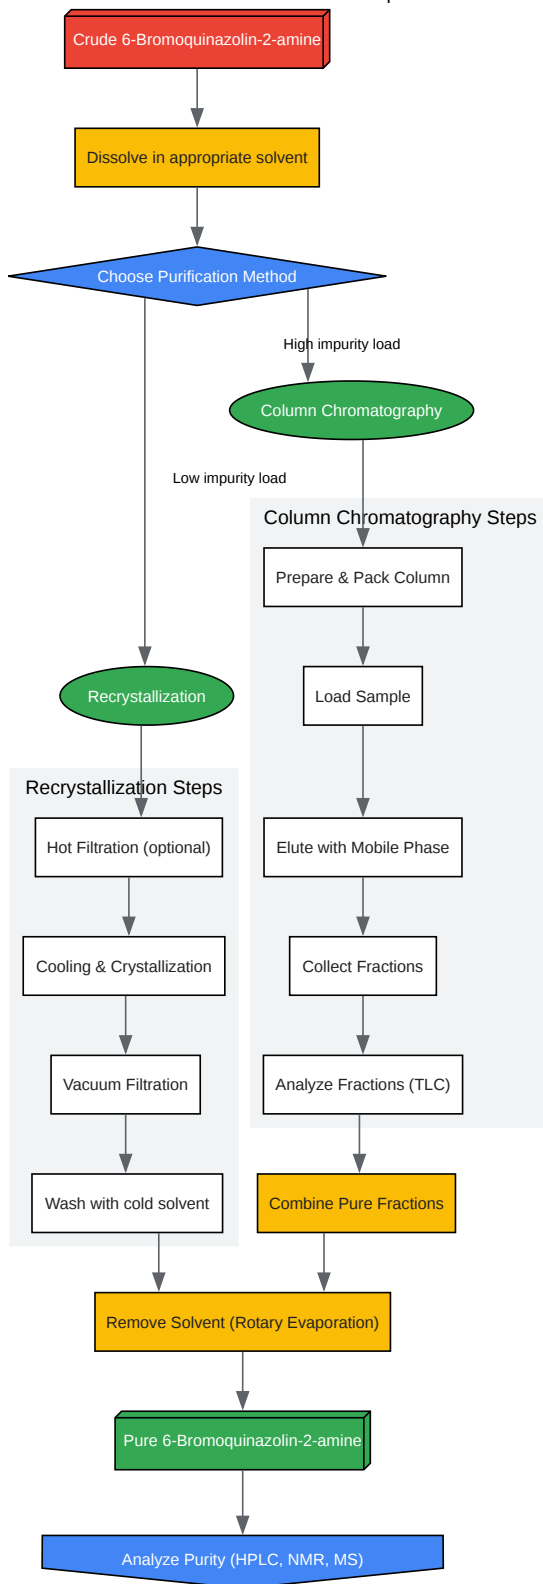 Crude 6-Bromoquinazolin-2-amine
Dissolve in appropriate solvent
Choose Purification Method
High impurity load
Column Chromatography
Low impurity load
Column Chromatography Steps
Prepare & Pack Column
Load Sample
Recrystallization
Recrystallization Steps
Hot Filtration (optional)
Elute with Mobile Phase
Cooling & Crystallization
Collect Fractions
Vacuum Filtration
Analyze Fractions (TLC)
Wash with cold solvent
Combine Pure Fractions
Remove Solvent (Rotary Evaporation)
Pure 6-Bromoquinazolin-2-amine
Analyze Purity (HPLC, NMR, MS)